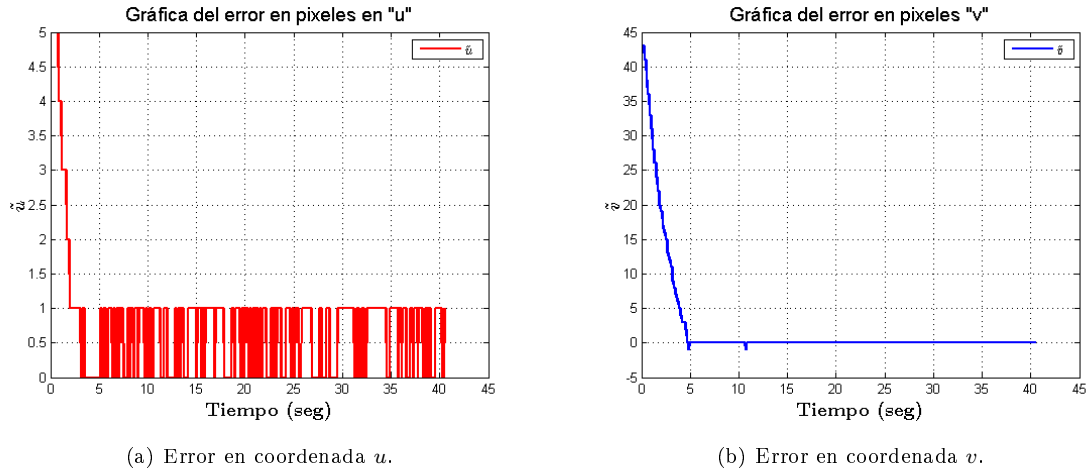 Gráfica del error en pixeles en "u"
5
4.5
4
3.5
3
2.5
2
1.5
1
0.5
0
ũ
ũ
0 5 10 15 20 25 30 35 40 45
Tiempo (seg)
(a) Error en coordenada u.
Gráfica del error en pixeles "v"
45
40
35
30
25
20
15
10
5
0
-5
ṽ
ṽ
0 5 10 15 20 25 30 35 40 45
Tiempo (seg)
(b) Error en coordenada v.